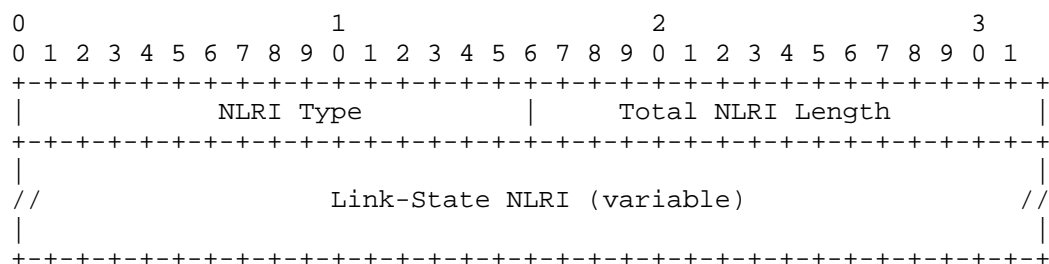 0                   1                   2                   3
0 1 2 3 4 5 6 7 8 9 0 1 2 3 4 5 6 7 8 9 0 1 2 3 4 5 6 7 8 9 0 1
+-+-+-+-+-+-+-+-+-+-+-+-+-+-+-+-+-+-+-+-+-+-+-+-+-+-+-+-+-+-+-+-+
|            NLRI Type          |     Total NLRI Length         |
+-+-+-+-+-+-+-+-+-+-+-+-+-+-+-+-+-+-+-+-+-+-+-+-+-+-+-+-+-+-+-+-+
|                                                               |
//                  Link-State NLRI (variable)                 //
|                                                               |
+-+-+-+-+-+-+-+-+-+-+-+-+-+-+-+-+-+-+-+-+-+-+-+-+-+-+-+-+-+-+-+-+